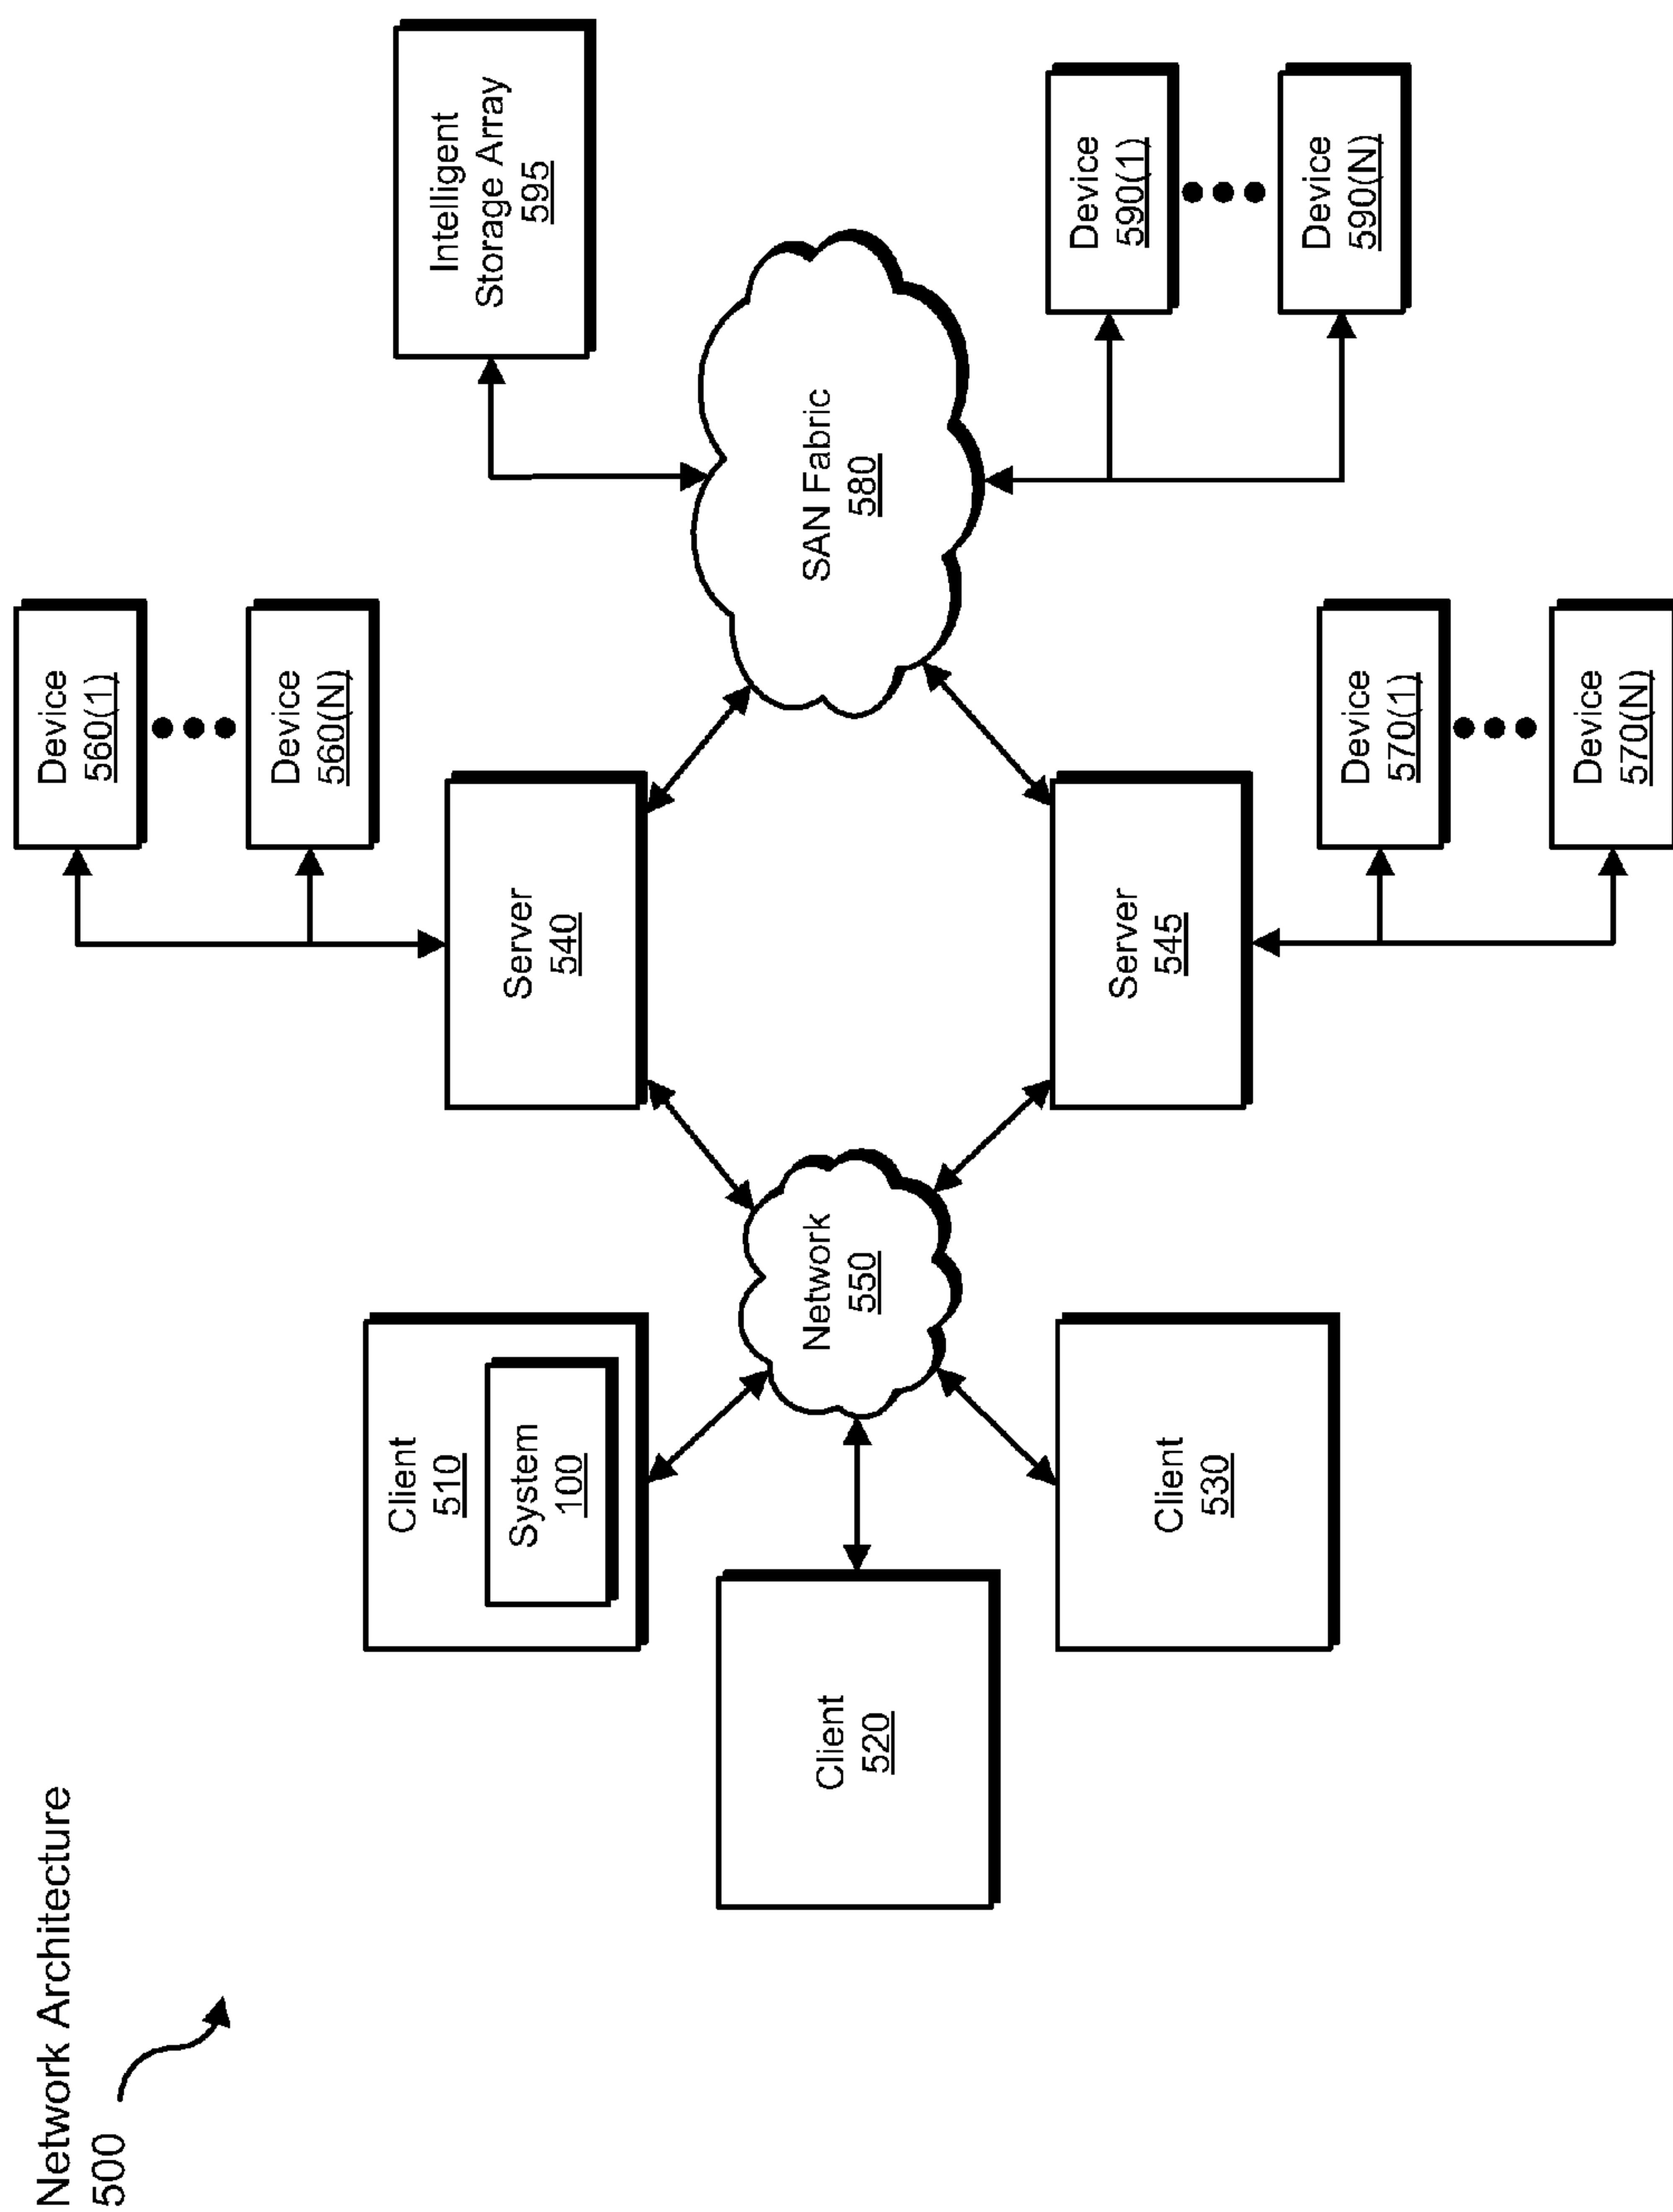 Network Architecture
500
Client
510
System
100
Client
520
Client
530
Network
550
Server
540
Server
545
Device
560(1)
Device
560(N)
Device
570(1)
Device
570(N)
SAN Fabric
580
Intelligent
Storage Array
595
Device
590(1)
Device
590(N)